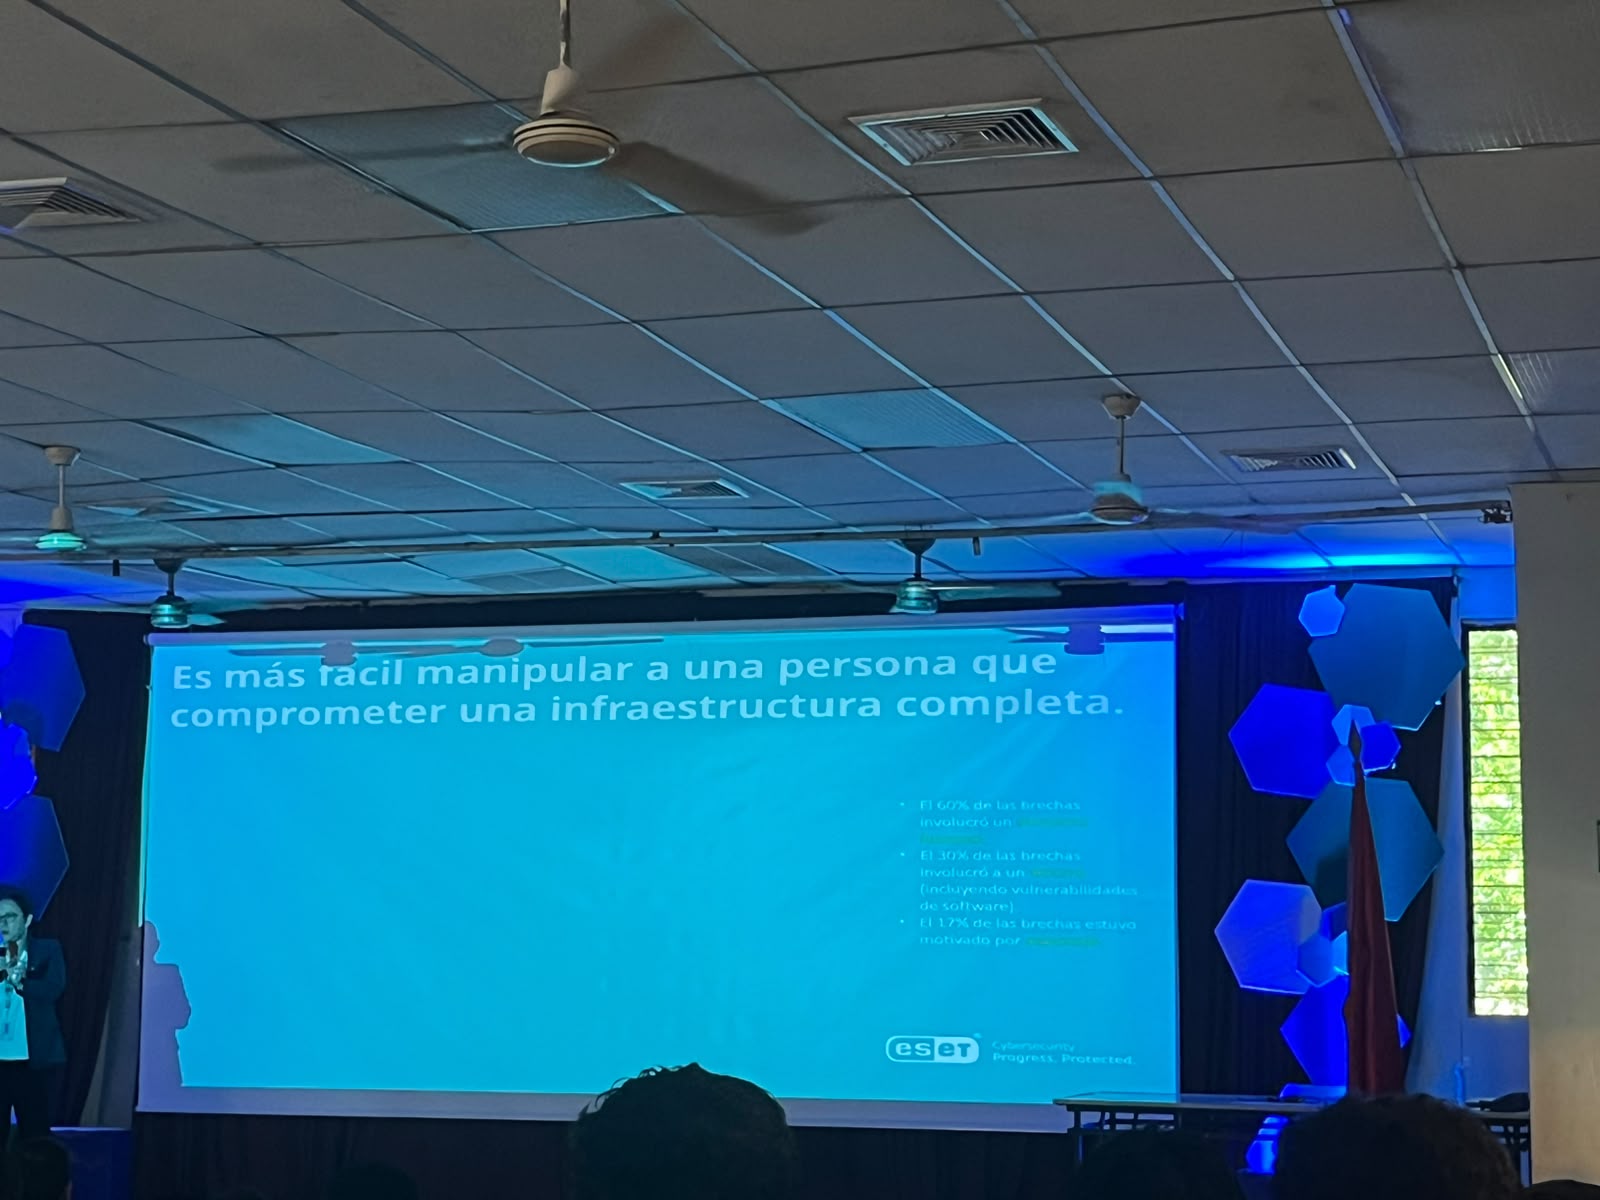 Es más fácil manipular a una persona que
comprometer una infraestructura completa.
• El 60% de las brechas
involucró un
• El 30% de las brechas
involucró a un
(incluyendo vulnerabilidades
de software).
• El 17% de las brechas estuvo
motivado por
eset
Cybersecurity
Progress. Protected.